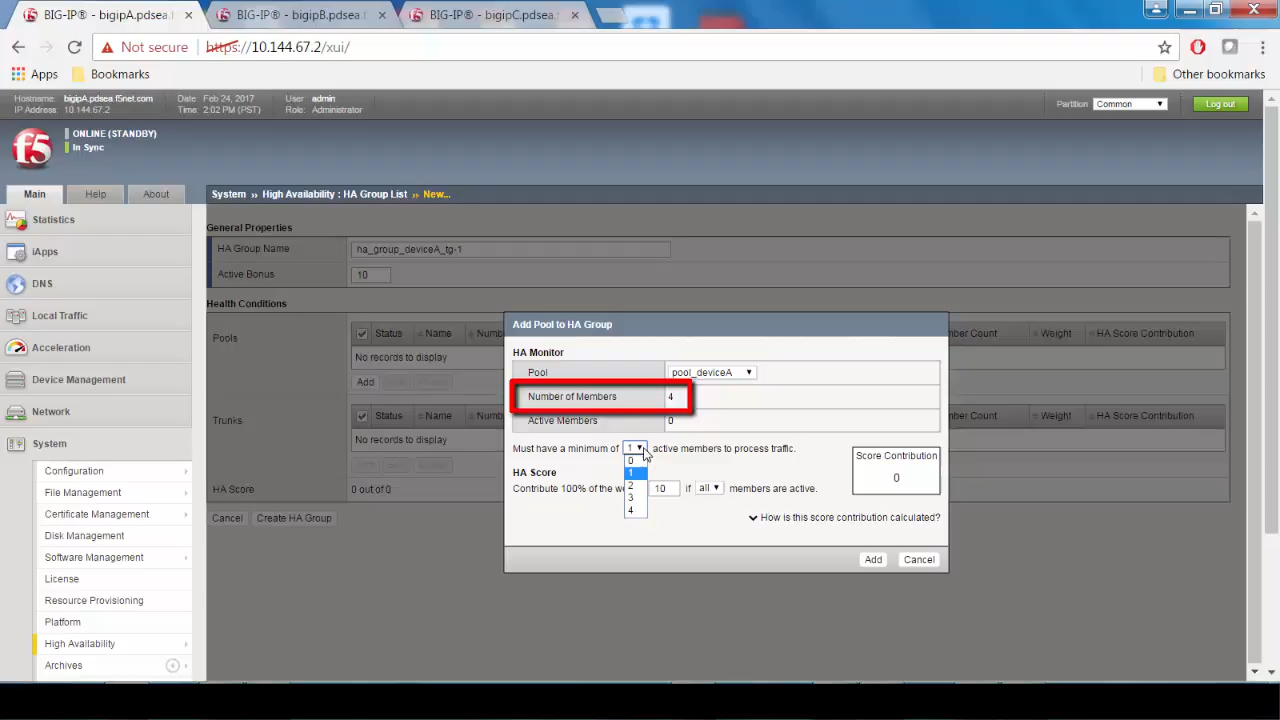 BIG-IP® - bigipA.pdsea.f
BIG-IP® - bigipB.pdsea.f
BIG-IP® - bigipC.pdsea.f
Not secure https://10.144.67.2/xui/
Apps Bookmarks Other bookmarks
Hostname: bigipA.pdsea.f5net.com Date: Feb 24, 2017 User: admin
IP Address: 10.144.67.2 Time: 2:02 PM (PST) Role: Administrator
Partition: Common Log out
f5
ONLINE (STANDBY)
In Sync
Main Help About
System » High Availability : HA Group List » New...
Statistics
iApps
DNS
Local Traffic
Acceleration
Device Management
Network
System
Configuration
File Management
Certificate Management
Disk Management
Software Management
License
Resource Provisioning
Platform
High Availability
Archives
General Properties
HA Group Name ha_group_deviceA_tg-1
Active Bonus 10
Health Conditions
Pools Status Name Numb mber Count Weight HA Score Contribution
No records to display
Add
Trunks Status Name Numb mber Count Weight HA Score Contribution
No records to display
HA Score 0 out of 0
Cancel Create HA Group
Add Pool to HA Group
HA Monitor
Pool pool_deviceA
Number of Members 4
Active Members 0
Must have a minimum of 1 active members to process traffic.
0
1
2
3
4
HA Score
Contribute 100% of the we 10 if all members are active.
Score Contribution
0
How is this score contribution calculated?
Add Cancel